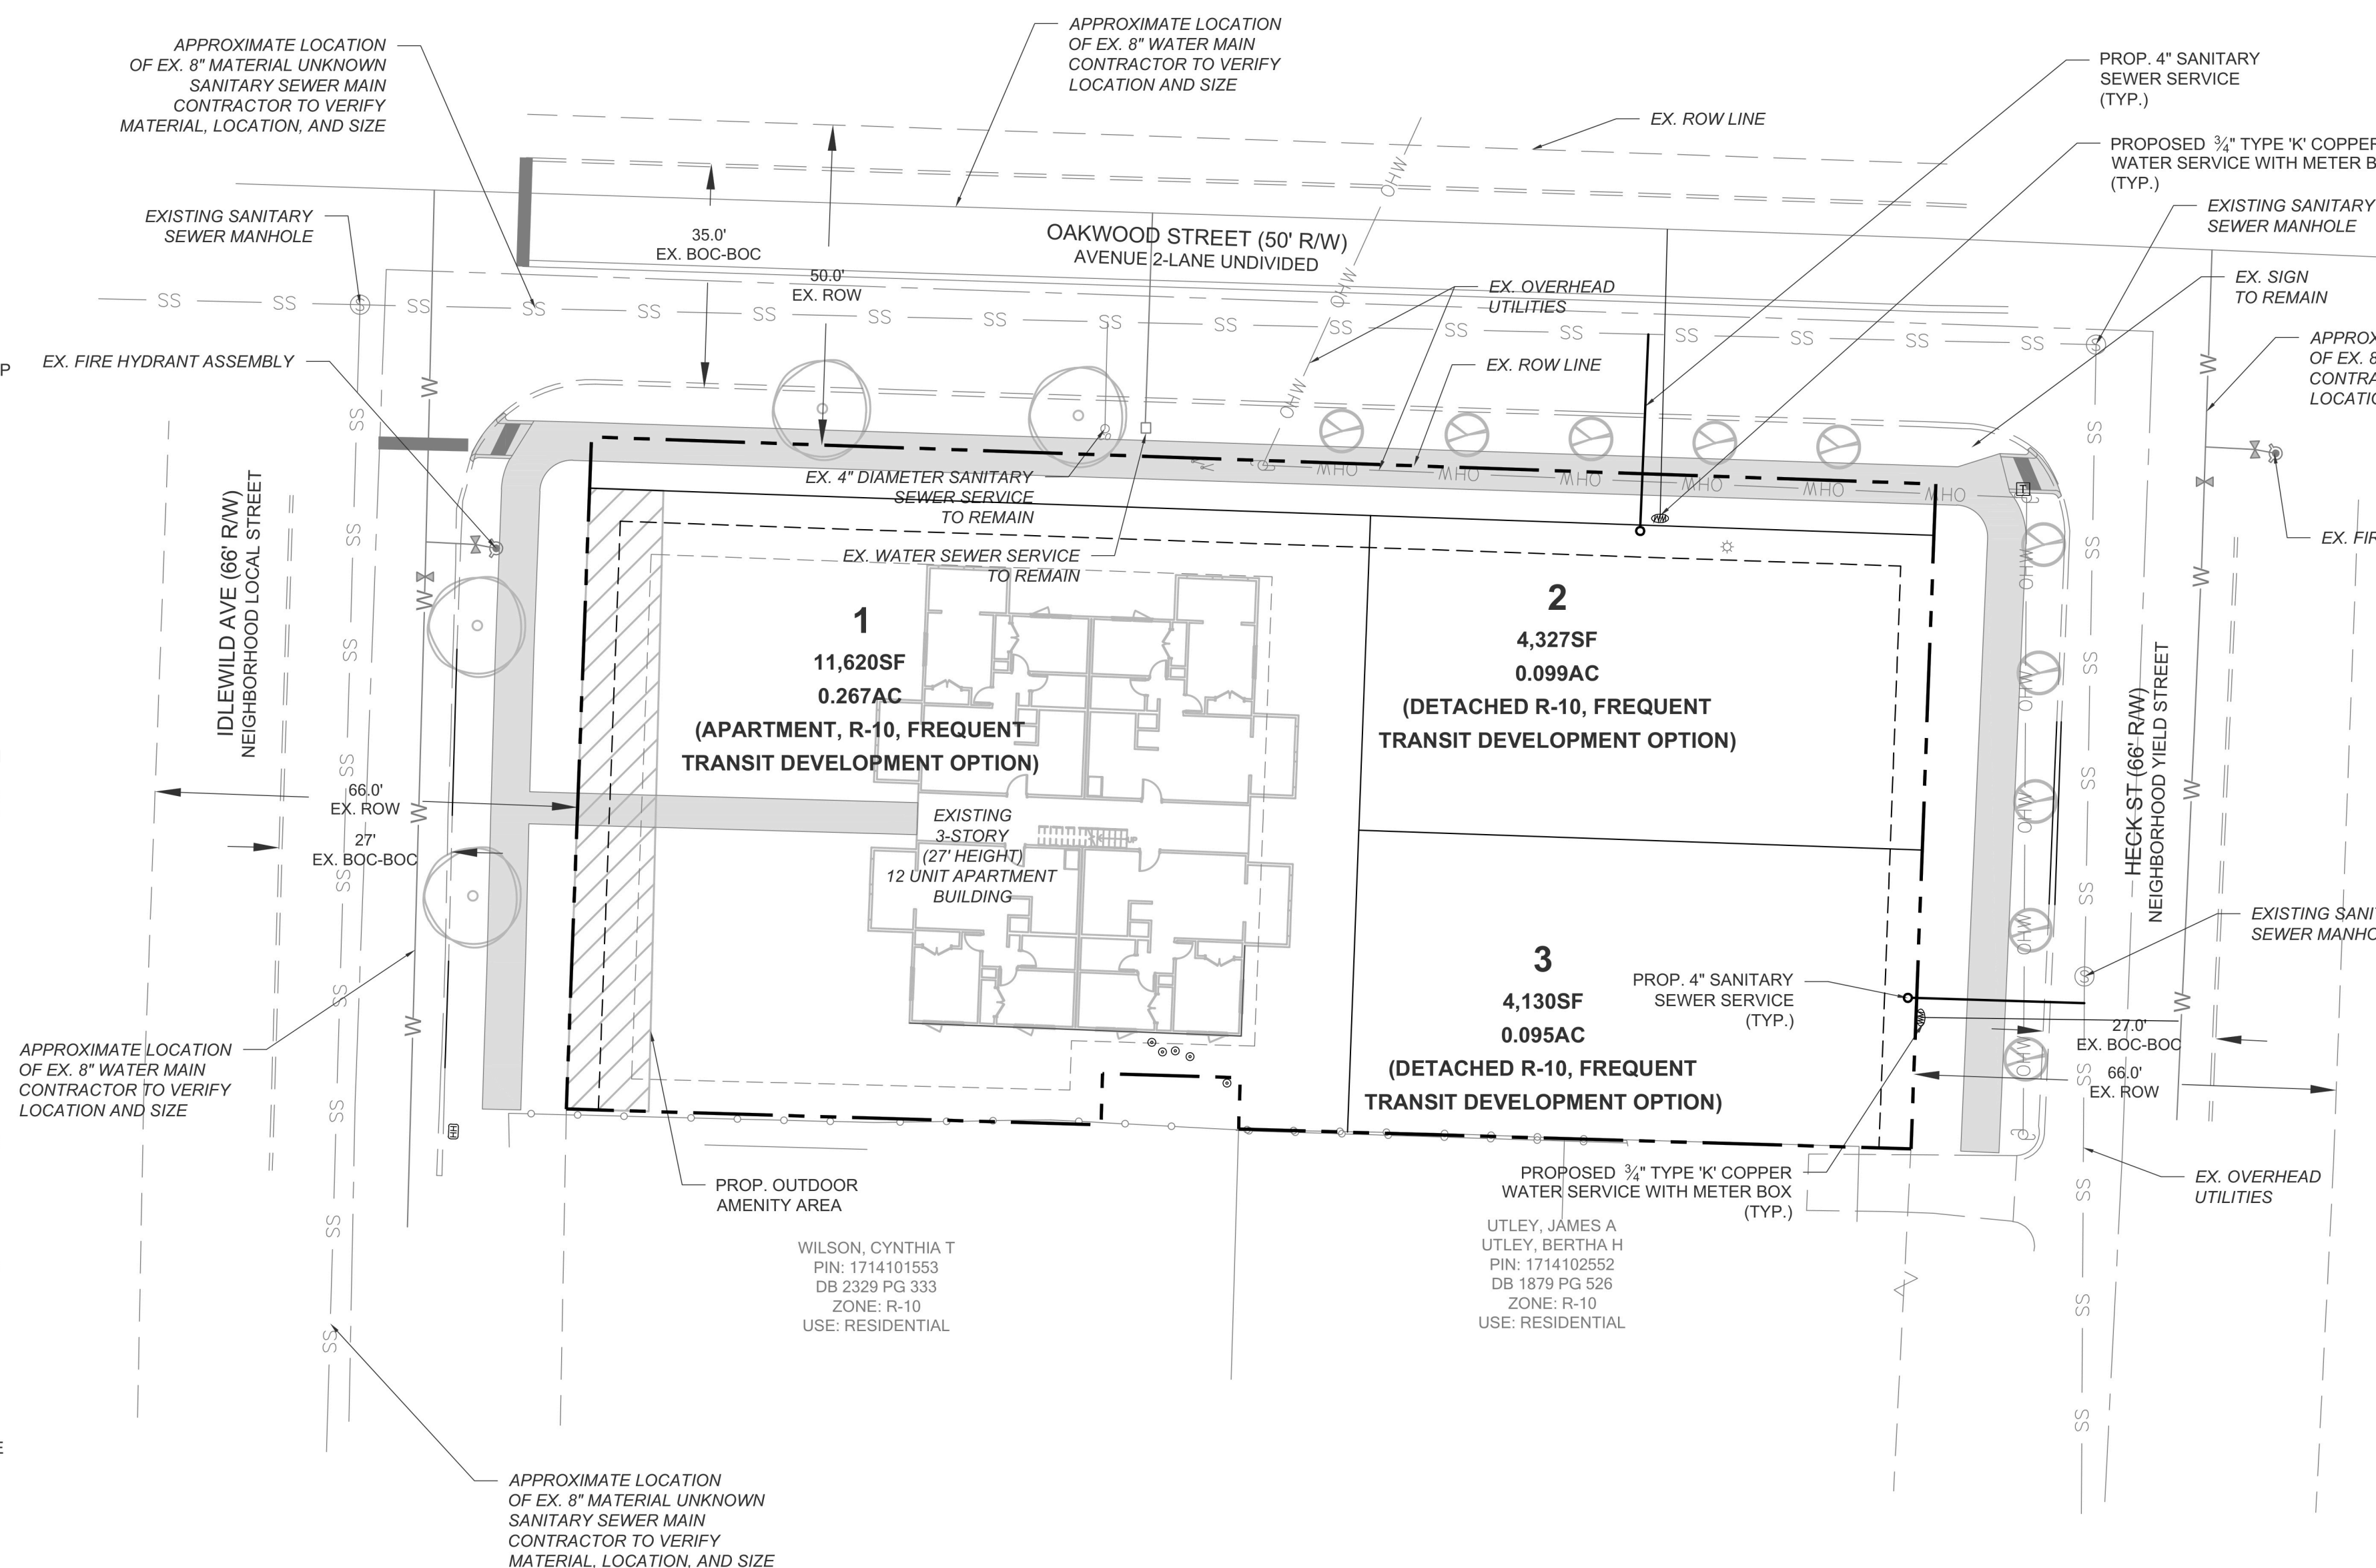 APPROXIMATE LOCATION
OF EX. 8" MATERIAL UNKNOWN
SANITARY SEWER MAIN
CONTRACTOR TO VERIFY
MATERIAL, LOCATION, AND SIZE
APPROXIMATE LOCATION
OF EX. 8" WATER MAIN
CONTRACTOR TO VERIFY
LOCATION AND SIZE
PROP. 4" SANITARY
SEWER SERVICE
(TYP.)
EX. ROW LINE
PROPOSED ¾" TYPE 'K' COPPER
WATER SERVICE WITH METER B
(TYP.)
EXISTING SANITARY
SEWER MANHOLE
EXISTING SANITARY
SEWER MANHOLE
35.0'
EX. BOC-BOC
50.0'
EX. ROW
OAKWOOD STREET (50' R/W)
AVENUE 2-LANE UNDIVIDED
EX. OVERHEAD
UTILITIES
EX. SIGN
TO REMAIN
EX. FIRE HYDRANT ASSEMBLY
P
EX. ROW LINE
APPROX
OF EX. 8
CONTRA
LOCATIO
EX. 4" DIAMETER SANITARY
SEWER SERVICE
TO REMAIN
EX. WATER SEWER SERVICE
TO REMAIN
EX. FIR
IDLEWILD AVE (66' R/W)
NEIGHBORHOOD LOCAL STREET
1
11,620SF
0.267AC
(APARTMENT, R-10, FREQUENT
TRANSIT DEVELOPMENT OPTION)
2
4,327SF
0.099AC
(DETACHED R-10, FREQUENT
TRANSIT DEVELOPMENT OPTION)
HECK ST (66' R/W)
NEIGHBORHOOD YIELD STREET
66.0'
EX. ROW
27'
EX. BOC-BOC
EXISTING
3-STORY
(27' HEIGHT)
12 UNIT APARTMENT
BUILDING
UP
EXISTING SANIT
SEWER MANHO
3
4,130SF
0.095AC
(DETACHED R-10, FREQUENT
TRANSIT DEVELOPMENT OPTION)
PROP. 4" SANITARY
SEWER SERVICE
(TYP.)
27.0'
EX. BOC-BOC
66.0'
EX. ROW
APPROXIMATE LOCATION
OF EX. 8" WATER MAIN
CONTRACTOR TO VERIFY
LOCATION AND SIZE
PROP. OUTDOOR
AMENITY AREA
PROPOSED ¾" TYPE 'K' COPPER
WATER SERVICE WITH METER BOX
(TYP.)
EX. OVERHEAD
UTILITIES
WILSON, CYNTHIA T
PIN: 1714101553
DB 2329 PG 333
ZONE: R-10
USE: RESIDENTIAL
UTLEY, JAMES A
UTLEY, BERTHA H
PIN: 1714102552
DB 1879 PG 526
ZONE: R-10
USE: RESIDENTIAL
E
APPROXIMATE LOCATION
OF EX. 8" MATERIAL UNKNOWN
SANITARY SEWER MAIN
CONTRACTOR TO VERIFY
MATERIAL, LOCATION, AND SIZE